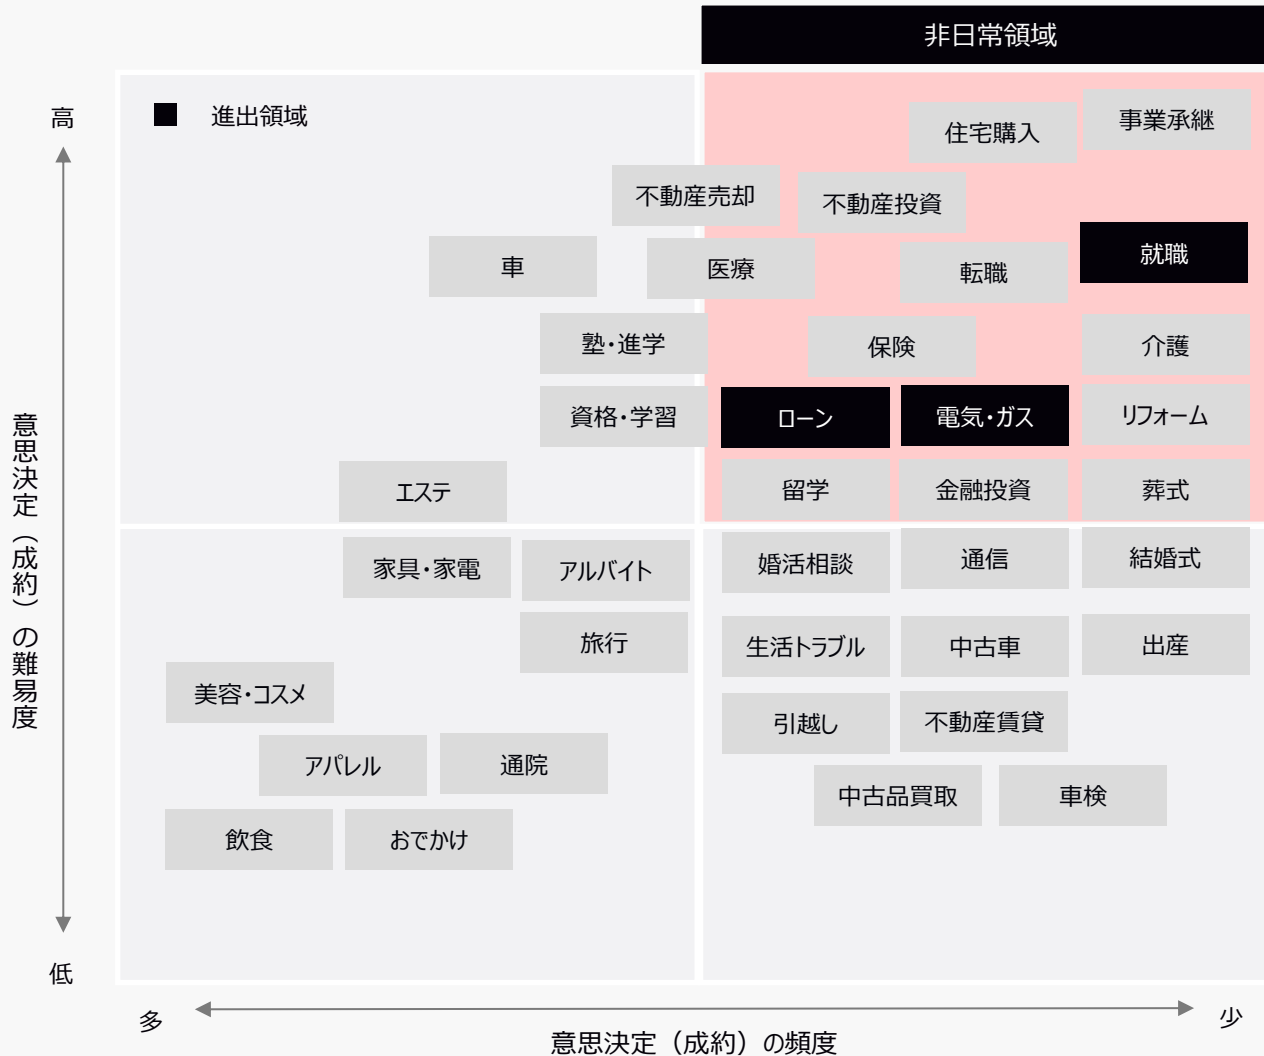 非日常領域
高
進出領域
住宅購入
事業承継
不動産売却
不動産投資
車
医療
転職
就職
塾・進学
保険
介護
資格・学習
ローン
電気・ガス
リフォーム
エステ
留学
金融投資
葬式
意思決定（成約）の難易度
家具・家電
アルバイト
婚活相談
通信
結婚式
旅行
生活トラブル
中古車
出産
美容・コスメ
引越し
不動産賃貸
アパレル
通院
中古品買取
車検
飲食
おでかけ
低
多
少
意思決定（成約）の頻度